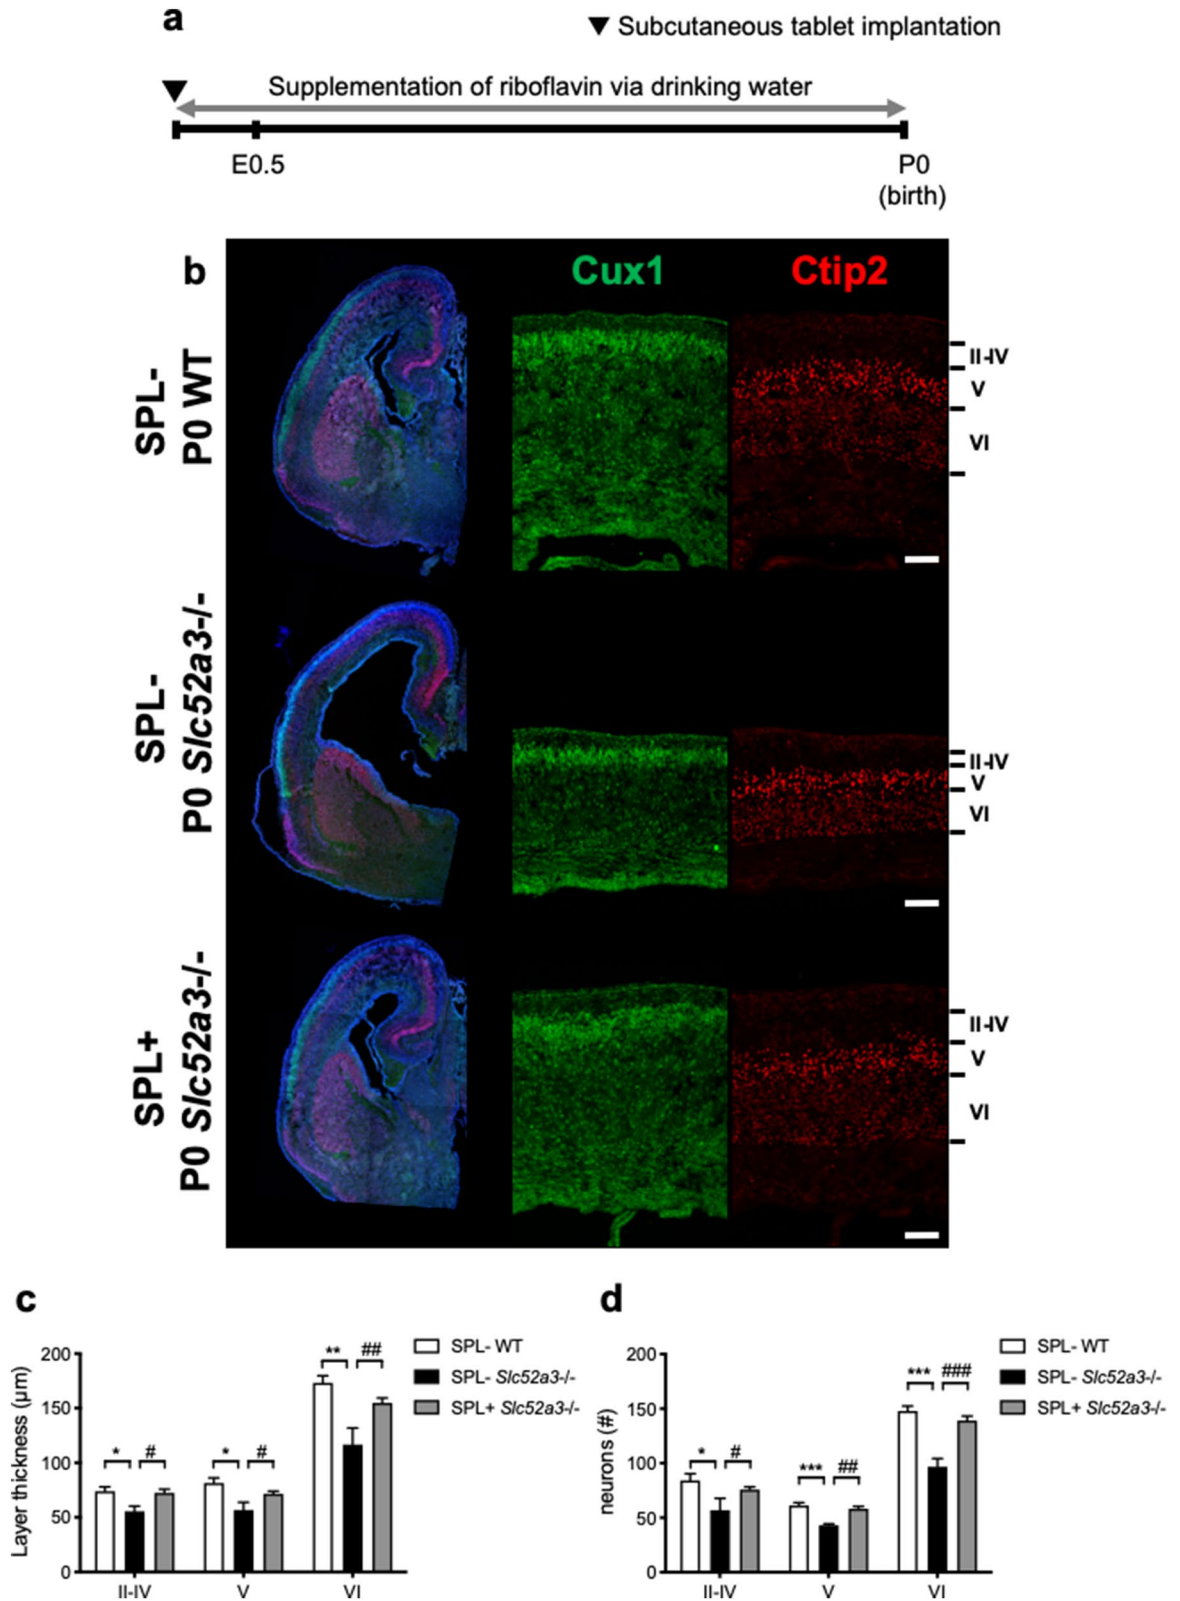 a
▼ Subcutaneous tablet implantation
Supplementation of riboflavin via drinking water
E0.5
P0
(birth)
b
Cux1
Ctip2
SPL-
P0 WT
II-IV
V
VI
SPL-
P0 Slc52a3-/-
II-IV
V
VI
SPL+
P0 Slc52a3-/-
II-IV
V
VI
c
Layer thickness (µm)
200
150
100
50
0
* #
* #
** ##
II-IV
V
VI
SPL- WT
SPL- Slc52a3-/-
SPL+ Slc52a3-/-
d
neurons (#)
200
150
100
50
0
* #
*** ##
*** ###
II-IV
V
VI
SPL- WT
SPL- Slc52a3-/-
SPL+ Slc52a3-/-